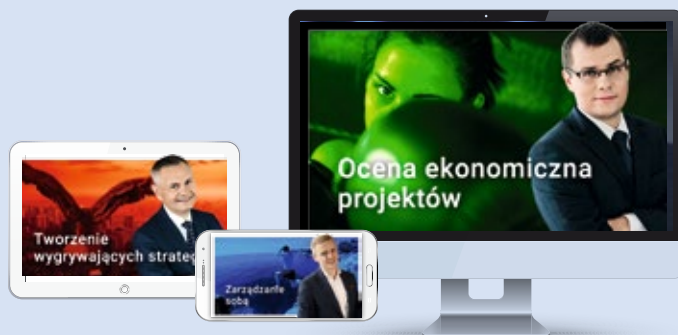 Ocena ekonomiczna
projektów
Tworzenie
wygrywających strateg
Zarządzanie
sobą